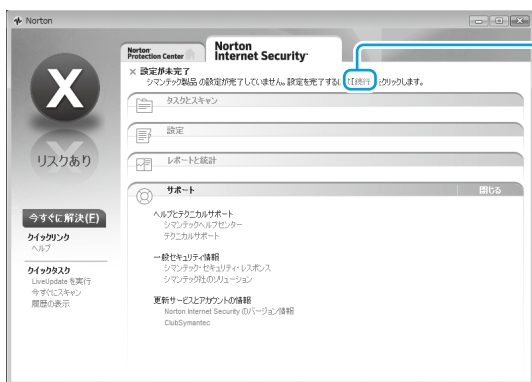 Norton
Norton
Protection Center
Norton
Internet Security
設定が未完了
シマンテック製品 の設定が完了していません。設定を完了するに
[続行]
クリックします。
タスクとスキャン
設定
レポートと統計
サポート
閉じる
ヘルプとテクニカルサポート
シマンテックヘルプセンター
テクニカルサポート
一般セキュリティ情報
シマンテック・セキュリティ・レスポンス
シマンテック社のソリューション
更新サービスとアカウントの情報
Norton Internet Security のバージョン情報
ClubSymantec
X
リスクあり
今すぐに解決(F)
クイックリンク
ヘルプ
クイックタスク
LiveUpdate を実行
今すぐにスキャン
履歴の表示